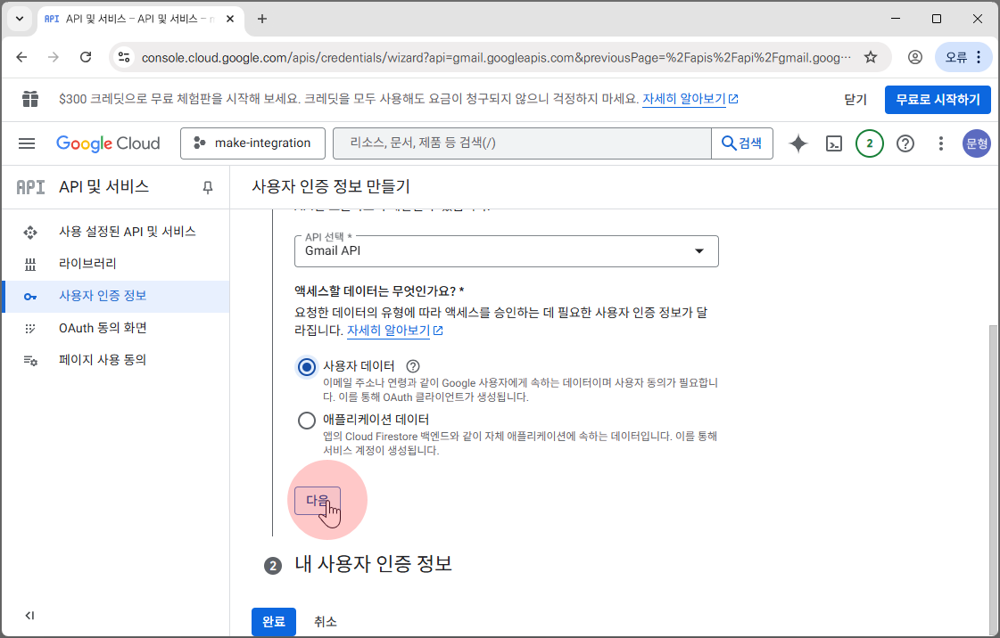 API API 및 서비스 – API 및 서비스 –
console.cloud.google.com/apis/credentials/wizard?api=gmail.googleapis.com&previousPage=%2Fapis%2Fapi%2Fgmail.goog···
오류
$300 크레딧으로 무료 체험판을 시작해 보세요. 크레딧을 모두 사용해도 요금이 청구되지 않으니 걱정하지 마세요. 자세히 알아보기
닫기
무료로 시작하기
Google Cloud
make-integration
리소스, 문서, 제품 등 검색(/)
검색
2
문형
API API 및 서비스
사용자 인증 정보 만들기
사용 설정된 API 및 서비스
라이브러리
사용자 인증 정보
OAuth 동의 화면
페이지 사용 동의
API 선택 *
Gmail API
액세스할 데이터는 무엇인가요? *
요청한 데이터의 유형에 따라 액세스를 승인하는 데 필요한 사용자 인증 정보가 달
라집니다. 자세히 알아보기
사용자 데이터
이메일 주소나 연령과 같이 Google 사용자에게 속하는 데이터이며 사용자 동의가 필요합니
다. 이를 통해 OAuth 클라이언트가 생성됩니다.
애플리케이션 데이터
앱의 Cloud Firestore 백엔드와 같이 자체 애플리케이션에 속하는 데이터입니다. 이를 통해
서비스 계정이 생성됩니다.
다음
2 내 사용자 인증 정보
완료
취소